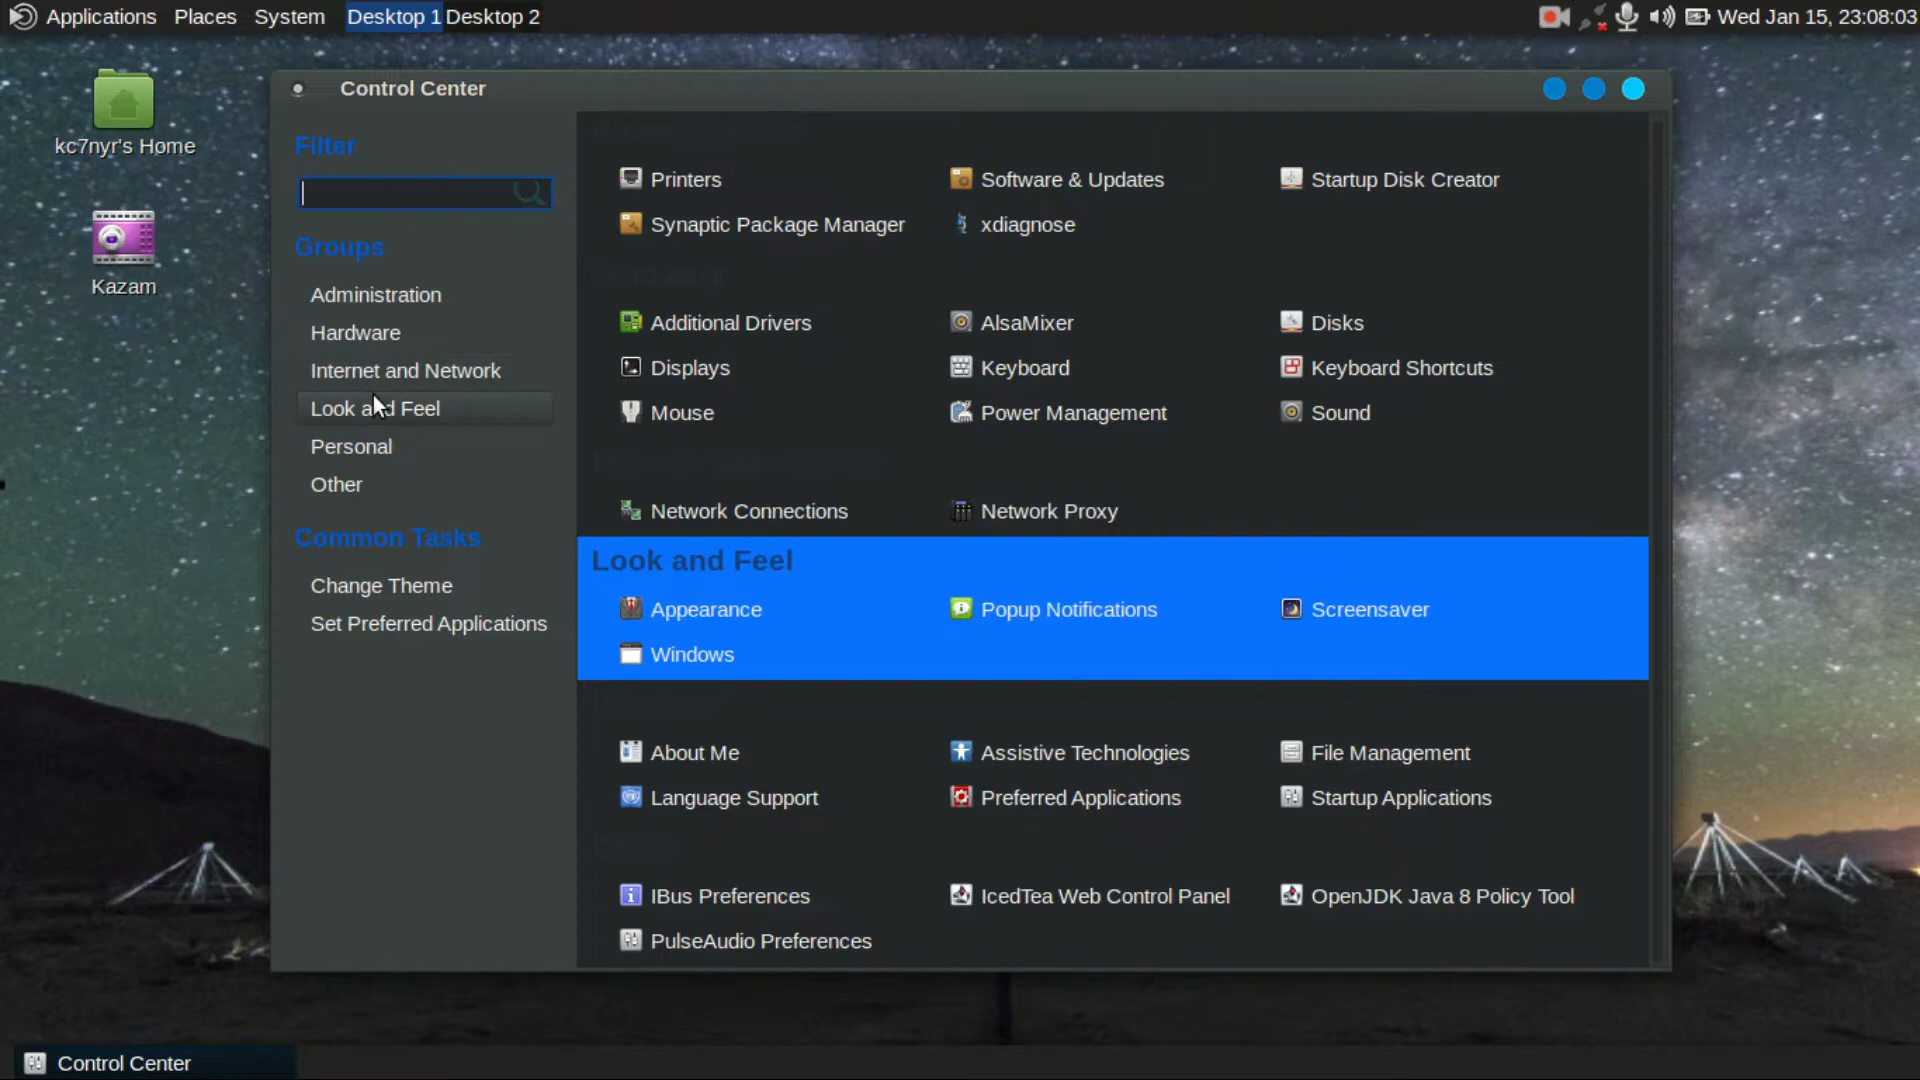 Applications Places System Desktop 1 Desktop 2 Wed Jan 15, 23:08:03
kc7nyr's Home
Kazam
Control Center
Filter
Groups
Administration
Hardware
Internet and Network
Look and Feel
Personal
Other
Common Tasks
Change Theme
Set Preferred Applications
Printers Software & Updates Startup Disk Creator
Synaptic Package Manager xdiagnose
Additional Drivers AlsaMixer Disks
Displays Keyboard Keyboard Shortcuts
Mouse Power Management Sound
Network Connections Network Proxy
Look and Feel
Appearance Popup Notifications Screensaver
Windows
About Me Assistive Technologies File Management
Language Support Preferred Applications Startup Applications
IBus Preferences IcedTea Web Control Panel OpenJDK Java 8 Policy Tool
PulseAudio Preferences
Control Center